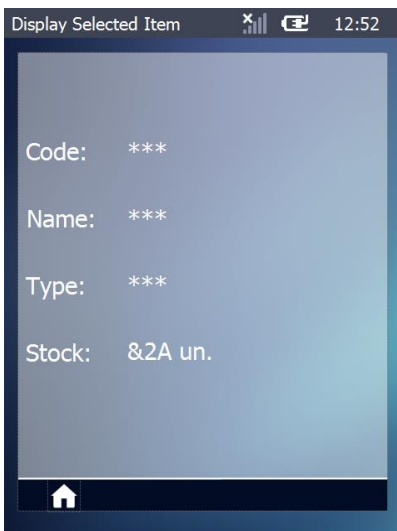 Display Selected Item 12:52
Code: ***
Name: ***
Type: ***
Stock: &2A un.